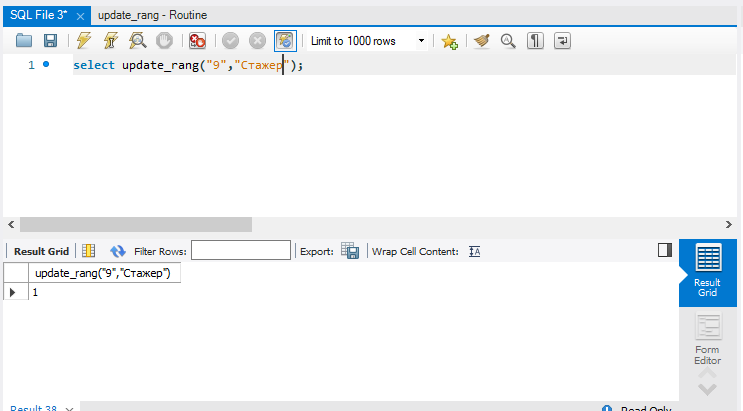 SQL File 3* × update_rang - Routine
Limit to 1000 rows
1 select update_rang("9","Стажер");
Result Grid Filter Rows: Export: Wrap Cell Content:
update_rang("9","Стажер")
1
Result Grid
Form Editor
Result 38 Read Only